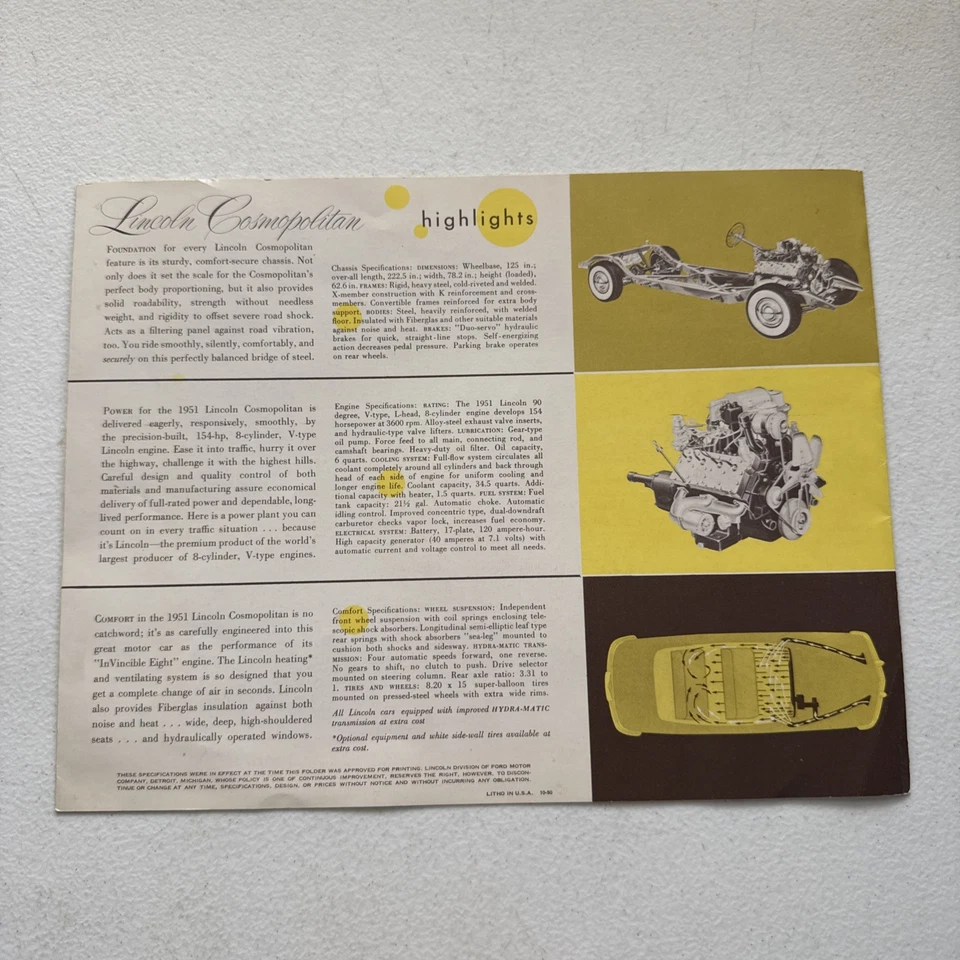 Lincoln Cosmopolitan
highlights
FOUNDATION for every Lincoln Cosmopolitan
feature is its sturdy, comfort-secure chassis. Not
only does it set the scale for the Cosmopolitan's
perfect body proportioning, but it also provides
solid roadability, strength without needless
weight, and rigidity to offset severe road shock.
Acts as a filtering panel against road vibration,
too. You ride smoothly, silently, comfortably, and
securely on this perfectly balanced bridge of steel.
Chassis Specifications: DIMENSIONS: Wheelbase, 125 in.;
over-all length, 222.5 in.; width, 78.2 in.; height (loaded),
62.6 in. FRAMES: Rigid, heavy steel, cold-riveted and welded.
X-member construction with K reinforcement and cross-
members. Convertible frames reinforced for extra body
support. BODIES: Steel, heavily reinforced, with welded
floor. Insulated with Fiberglas and other suitable materials
against noise and heat. BRAKES: "Duo-servo" hydraulic
brakes for quick, straight-line stops. Self-energizing
action decreases pedal pressure. Parking brake operates
on rear wheels.
POWER for the 1951 Lincoln Cosmopolitan is
delivered eagerly, responsively, smoothly, by
the precision-built, 154-hp, 8-cylinder, V-type
Lincoln engine. Ease it into traffic, hurry it over
the highway, challenge it with the highest hills.
Careful design and quality control of both
materials and manufacturing assure economical
delivery of full-rated power and dependable, long-
lived performance. Here is a power plant you can
count on in every traffic situation . . . because
it's Lincoln—the premium product of the world's
largest producer of 8-cylinder, V-type engines.
Engine Specifications: RATING: The 1951 Lincoln 90
degree, V-type, L-head, 8-cylinder engine develops 154
horsepower at 3600 rpm. Alloy-steel exhaust valve inserts,
and hydraulic-type valve lifters. LUBRICATION: Gear-type
oil pump. Force feed to all main, connecting rod, and
camshaft bearings. Heavy-duty oil filter. Oil capacity,
6 quarts. COOLING SYSTEM: Full-flow system circulates all
coolant completely around all cylinders and back through
head of each side of engine for uniform cooling and
longer engine life. Coolant capacity, 34.5 quarts. Addi-
tional capacity with heater, 1.5 quarts. FUEL SYSTEM: Fuel
tank capacity: 21½ gal. Automatic choke. Automatic
idling control. Improved concentric type, dual-downdraft
carburetor checks vapor lock, increases fuel economy.
ELECTRICAL SYSTEM: Battery, 17-plate, 120 ampere-hour.
High capacity generator (40 amperes at 7.1 volts) with
automatic current and voltage control to meet all needs.
COMFORT in the 1951 Lincoln Cosmopolitan is no
catchword; it's as carefully engineered into this
great motor car as the performance of its
"InVincible Eight" engine. The Lincoln heating*
and ventilating system is so designed that you
get a complete change of air in seconds. Lincoln
also provides Fiberglas insulation against both
noise and heat . . . wide, deep, high-shouldered
seats . . . and hydraulically operated windows.
Comfort Specifications: WHEEL SUSPENSION: Independent
front wheel suspension with coil springs enclosing tele-
scopic shock absorbers. Longitudinal semi-elliptic leaf type
rear springs with shock absorbers "sea-leg" mounted to
cushion both shocks and sidesway. HYDRA-MATIC TRANS-
MISSION: Four automatic speeds forward, one reverse.
No gears to shift, no clutch to push. Drive selector
mounted on steering column. Rear axle ratio: 3.31 to
1. TIRES AND WHEELS: 8.20 x 15 super-balloon tires
mounted on pressed-steel wheels with extra wide rims.
All Lincoln cars equipped with improved HYDRA-MATIC
transmission at extra cost
*Optional equipment and white side-wall tires available at
extra cost.
THESE SPECIFICATIONS WERE IN EFFECT AT THE TIME THIS FOLDER WAS APPROVED FOR PRINTING. LINCOLN DIVISION OF FORD MOTOR
COMPANY, DETROIT, MICHIGAN, WHOSE POLICY IS ONE OF CONTINUOUS IMPROVEMENT, RESERVES THE RIGHT, HOWEVER, TO DISCON-
TINUE OR CHANGE AT ANY TIME, SPECIFICATIONS, DESIGN, OR PRICES WITHOUT NOTICE AND WITHOUT INCURRING ANY OBLIGATION.
LITHO IN U.S.A. 10-50